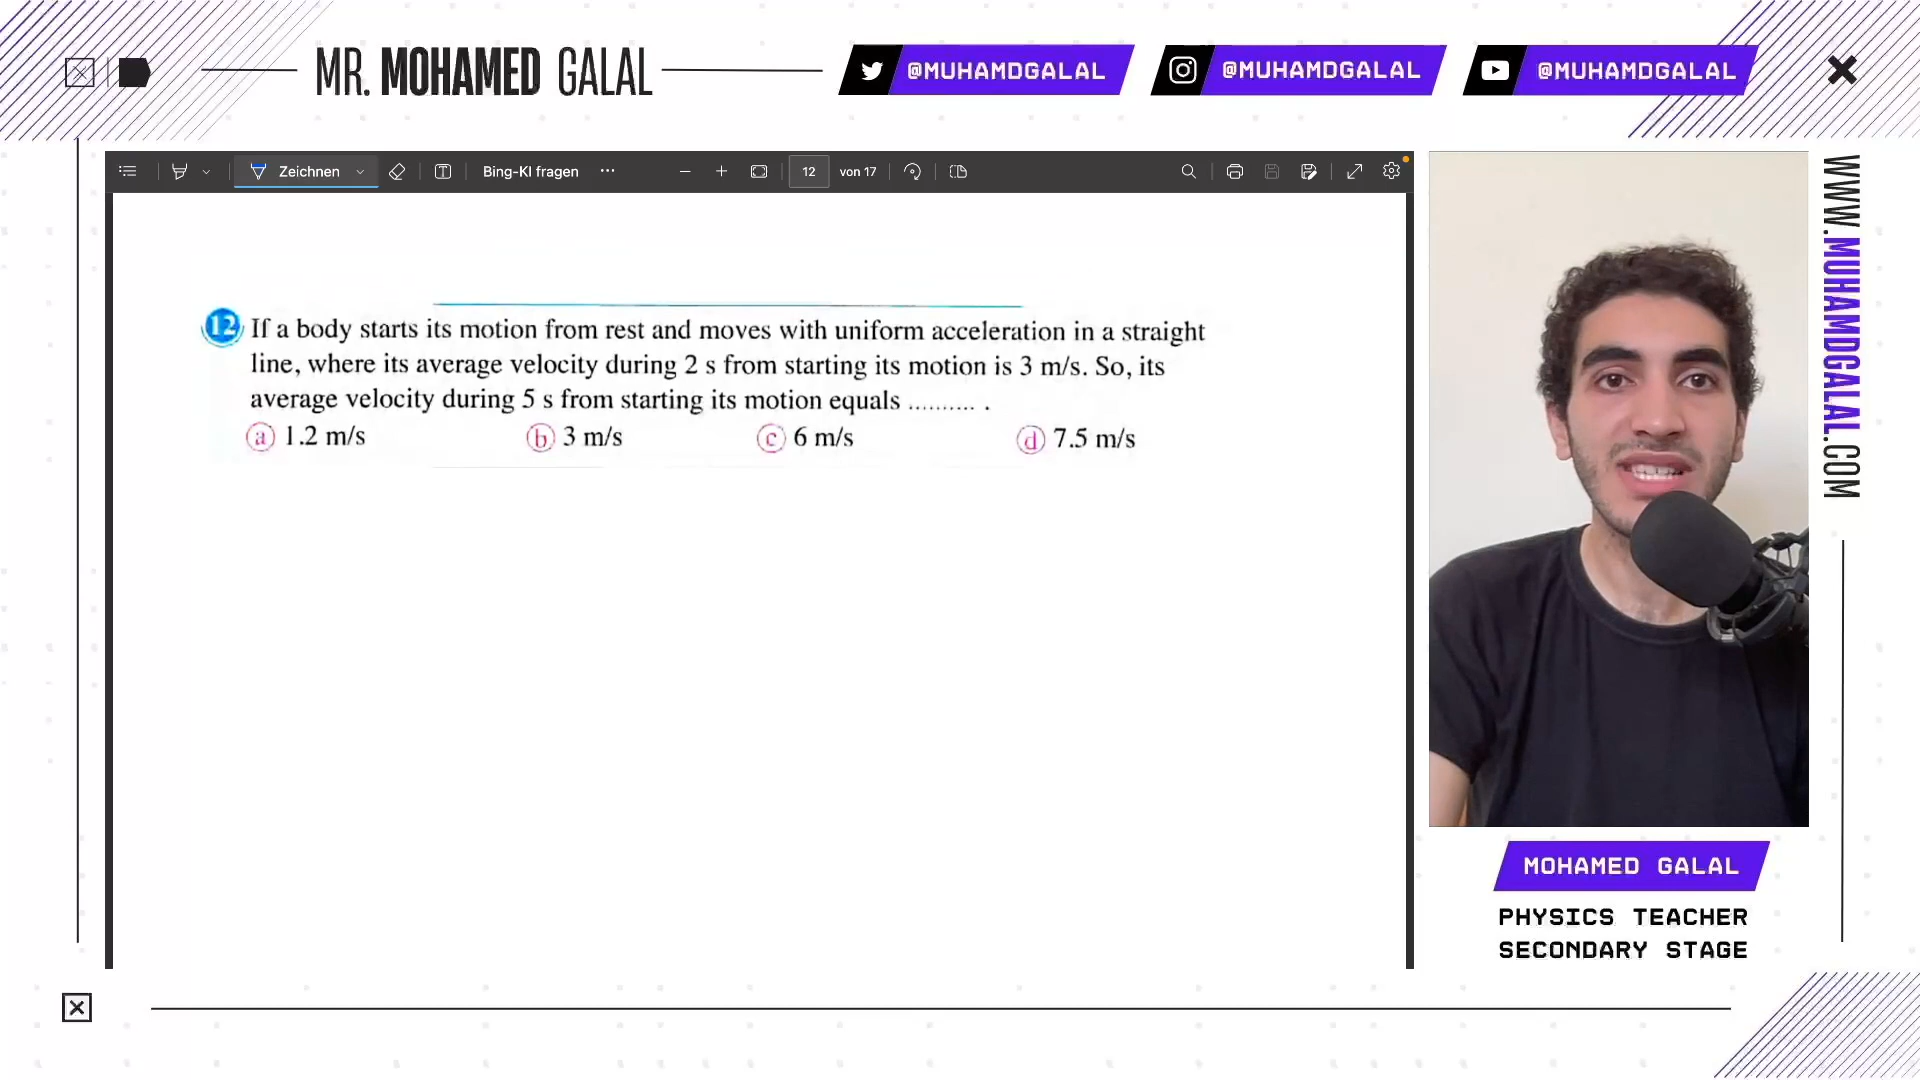 MR. MOHAMED GALAL
@MUHAMDGALAL
@MUHAMDGALAL
@MUHAMDGALAL
WWW.MUHAMDGALAL.COM
Zeichnen
Bing-KI fragen
12
von 17
12 If a body starts its motion from rest and moves with uniform acceleration in a straight
line, where its average velocity during 2 s from starting its motion is 3 m/s. So, its
average velocity during 5 s from starting its motion equals .......... .
a 1.2 m/s
b 3 m/s
c 6 m/s
d 7.5 m/s
MOHAMED GALAL
PHYSICS TEACHER
SECONDARY STAGE